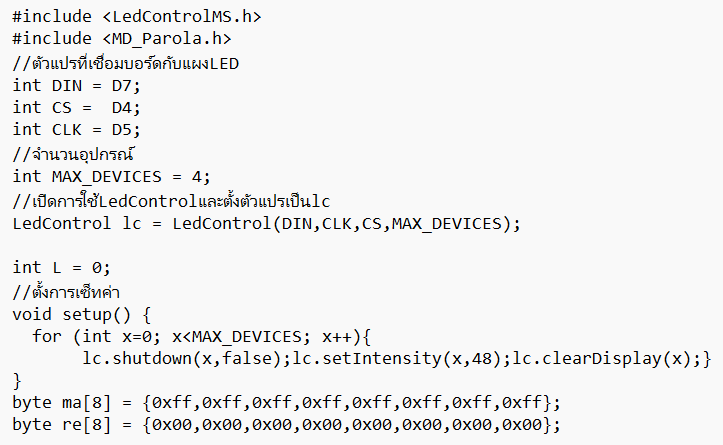 #include <LedControlMS.h>
#include <MD_Parola.h>
//ตัวแปรที่เชื่อมบอร์ดกับแผงLED
int DIN = D7;
int CS =  D4;
int CLK = D5;
//จำนวนอุปกรณ์
int MAX_DEVICES = 4;
//เปิดการใช้LedControlและตั้งตัวแปรเป็นlc
LedControl lc = LedControl(DIN,CLK,CS,MAX_DEVICES);
int L = 0;
//ตั้งการเซ็ทค่า
void setup() {
  for (int x=0; x<MAX_DEVICES; x++){
       lc.shutdown(x,false);lc.setIntensity(x,48);lc.clearDisplay(x);}
}
byte ma[8] = {0xff,0xff,0xff,0xff,0xff,0xff,0xff,0xff};
byte re[8] = {0x00,0x00,0x00,0x00,0x00,0x00,0x00,0x00};